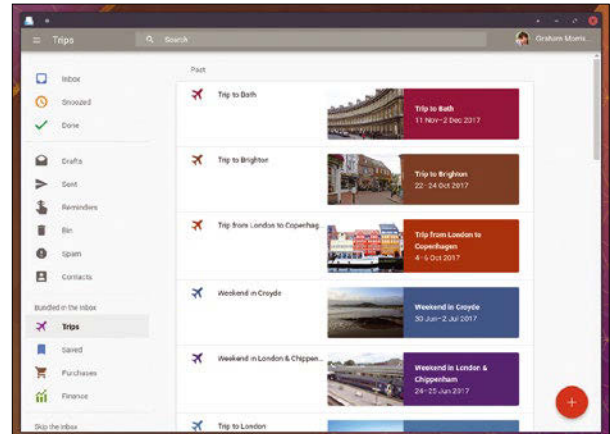 Trips
Search
Graham Morris...
Inbox
Snoozed
Done
Drafts
Sent
Reminders
Bin
Spam
Contacts
Bundled in the inbox
Trips
Saved
Purchases
Finance
Skip the inbox
Past
Trip to Bath
Trip to Bath
11 Nov–2 Dec 2017
Trip to Brighton
Trip to Brighton
22–24 Oct 2017
Trip from London to Copenhag...
Trip from London to
Copenhagen
4–6 Oct 2017
Weekend in Croyde
Weekend in Croyde
30 Jun–2 Jul 2017
Weekend in London & Chippen...
Weekend in London &
Chippenham
24–25 Jun 2017
Trip to London